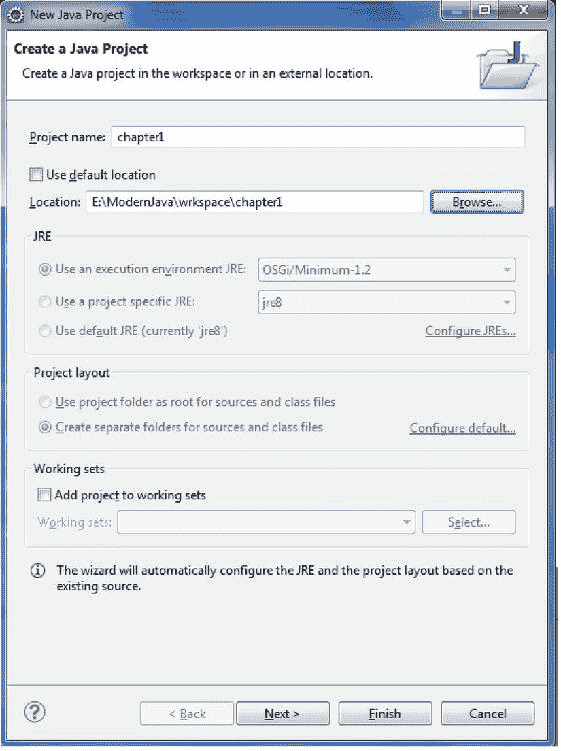 New Java Project
Create a Java Project
Create a Java project in the workspace or in an external location.
Project name: chapter1
Use default location
Location: E:\ModernJava\wrkspace\chapter1 Browse...
JRE
Use an execution environment JRE: OSGi/Minimum-1.2
Use a project specific JRE: jre8
Use default JRE (currently 'jre8') Configure JREs...
Project layout
Use project folder as root for sources and class files
Create separate folders for sources and class files Configure default...
Working sets
Add project to working sets
Working sets: Select...
The wizard will automatically configure the JRE and the project layout based on the
existing source.
? < Back Next > Finish Cancel